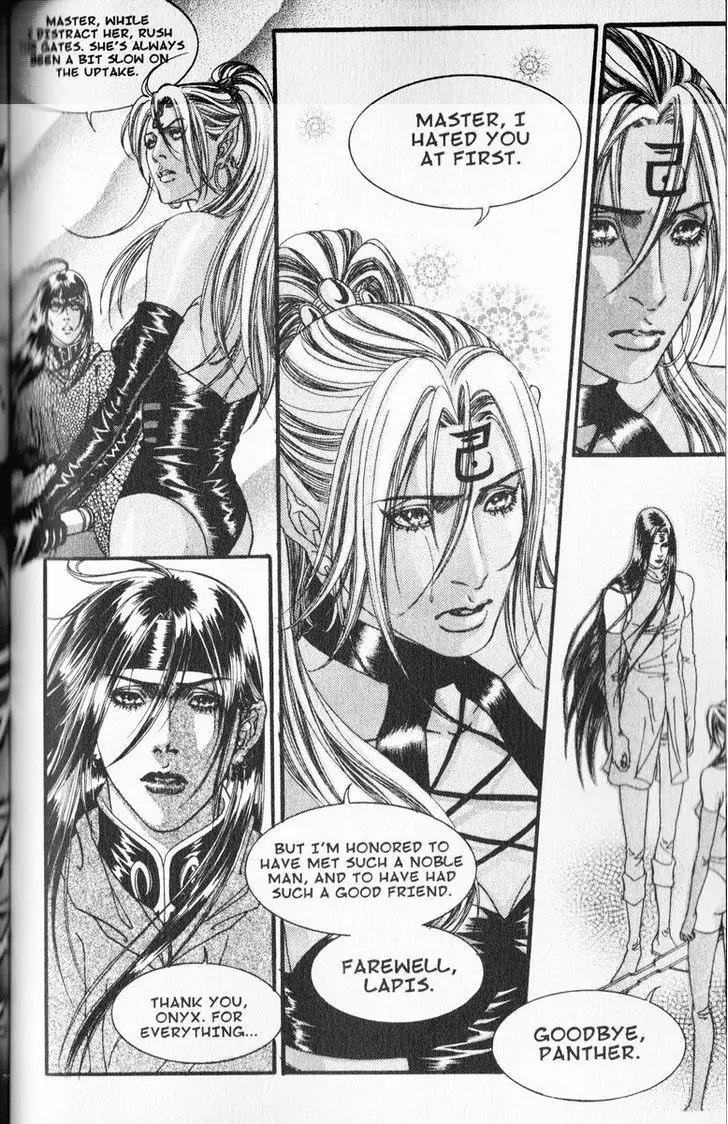 MASTER, WHILE
I DISTRACT HER, RUSH
THE GATES. SHE'S ALWAYS
BEEN A BIT SLOW ON
THE UPTAKE.
MASTER, I
HATED YOU
AT FIRST.
己
己
BUT I'M HONORED TO
HAVE MET SUCH A NOBLE
MAN, AND TO HAVE HAD
SUCH A GOOD FRIEND.
FAREWELL,
LAPIS.
THANK YOU,
ONYX. FOR
EVERYTHING...
GOODBYE,
PANTHER.